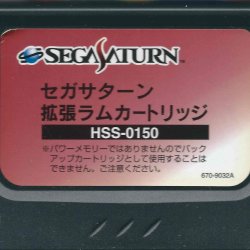 SEGA SATURN™
セガサターン
拡張ラムカートリッジ
HSS-0150
※パワーメモリーではありませんのでバック
アップカートリッジとして使用することは
できません。ご注意ください。
670-9032A